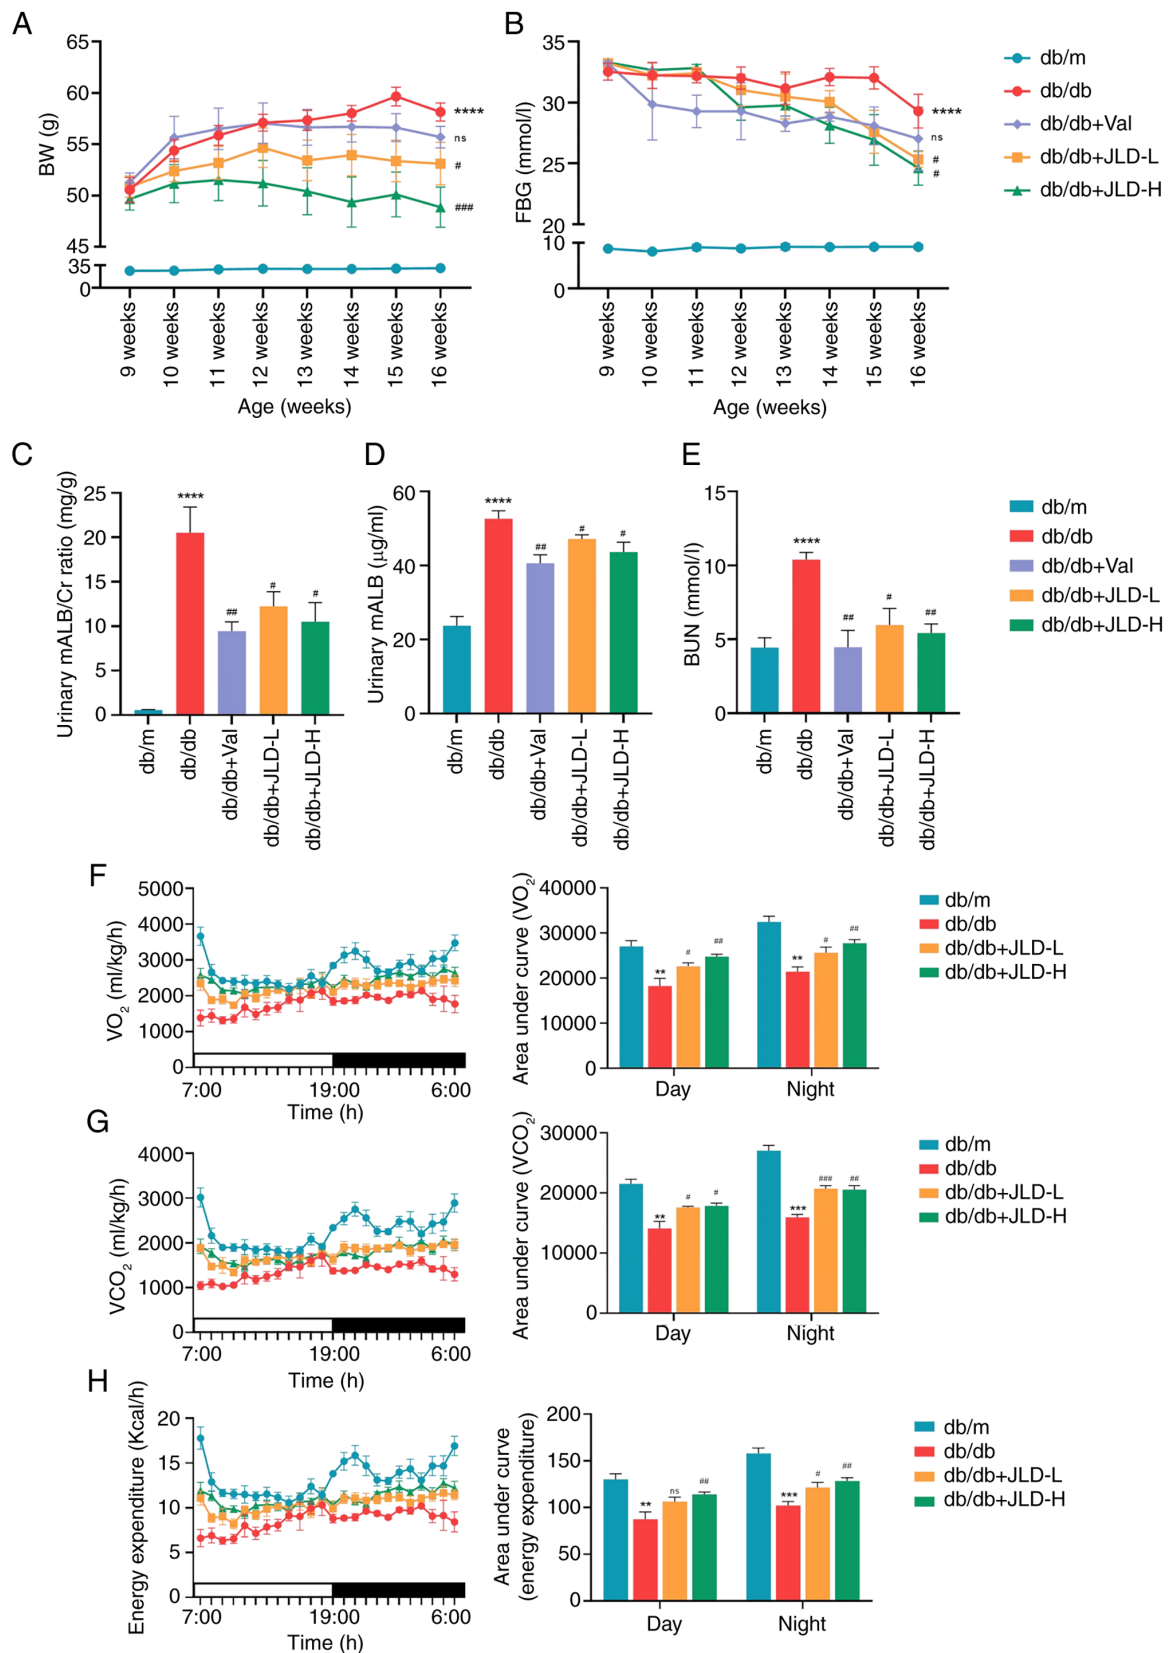 A
BW (g)
65
60
55
50
45
35
0
****
ns
#
###
9 weeks
10 weeks
11 weeks
12 weeks
13 weeks
14 weeks
15 weeks
16 weeks
Age (weeks)
B
FBG (mmol/l)
35
30
25
20
10
0
****
ns
#
#
9 weeks
10 weeks
11 weeks
12 weeks
13 weeks
14 weeks
15 weeks
16 weeks
Age (weeks)
db/m
db/db
db/db+Val
db/db+JLD-L
db/db+JLD-H
C
Urinary mALB/Cr ratio (mg/g)
25
20
15
10
5
0
****
##
#
#
db/m
db/db
db/db+Val
db/db+JLD-L
db/db+JLD-H
D
Urinary mALB (µg/ml)
60
40
20
0
****
##
#
#
db/m
db/db
db/db+Val
db/db+JLD-L
db/db+JLD-H
E
BUN (mmol/l)
15
10
5
0
****
##
#
##
db/m
db/db
db/db+Val
db/db+JLD-L
db/db+JLD-H
db/m
db/db
db/db+Val
db/db+JLD-L
db/db+JLD-H
F
VO₂ (ml/kg/h)
5000
4000
3000
2000
1000
0
7:00 19:00 6:00
Time (h)
Area under curve (VO₂)
40000
30000
20000
10000
0
** # ##
** # ##
Day Night
db/m
db/db
db/db+JLD-L
db/db+JLD-H
G
VCO₂ (ml/kg/h)
4000
3000
2000
1000
0
7:00 19:00 6:00
Time (h)
Area under curve (VCO₂)
30000
20000
10000
0
** # #
*** ### ##
Day Night
db/m
db/db
db/db+JLD-L
db/db+JLD-H
H
Energy expenditure (Kcal/h)
20
15
10
5
0
7:00 19:00 6:00
Time (h)
Area under curve
(energy expenditure)
200
150
100
50
0
** ns ##
*** # ##
Day Night
db/m
db/db
db/db+JLD-L
db/db+JLD-H